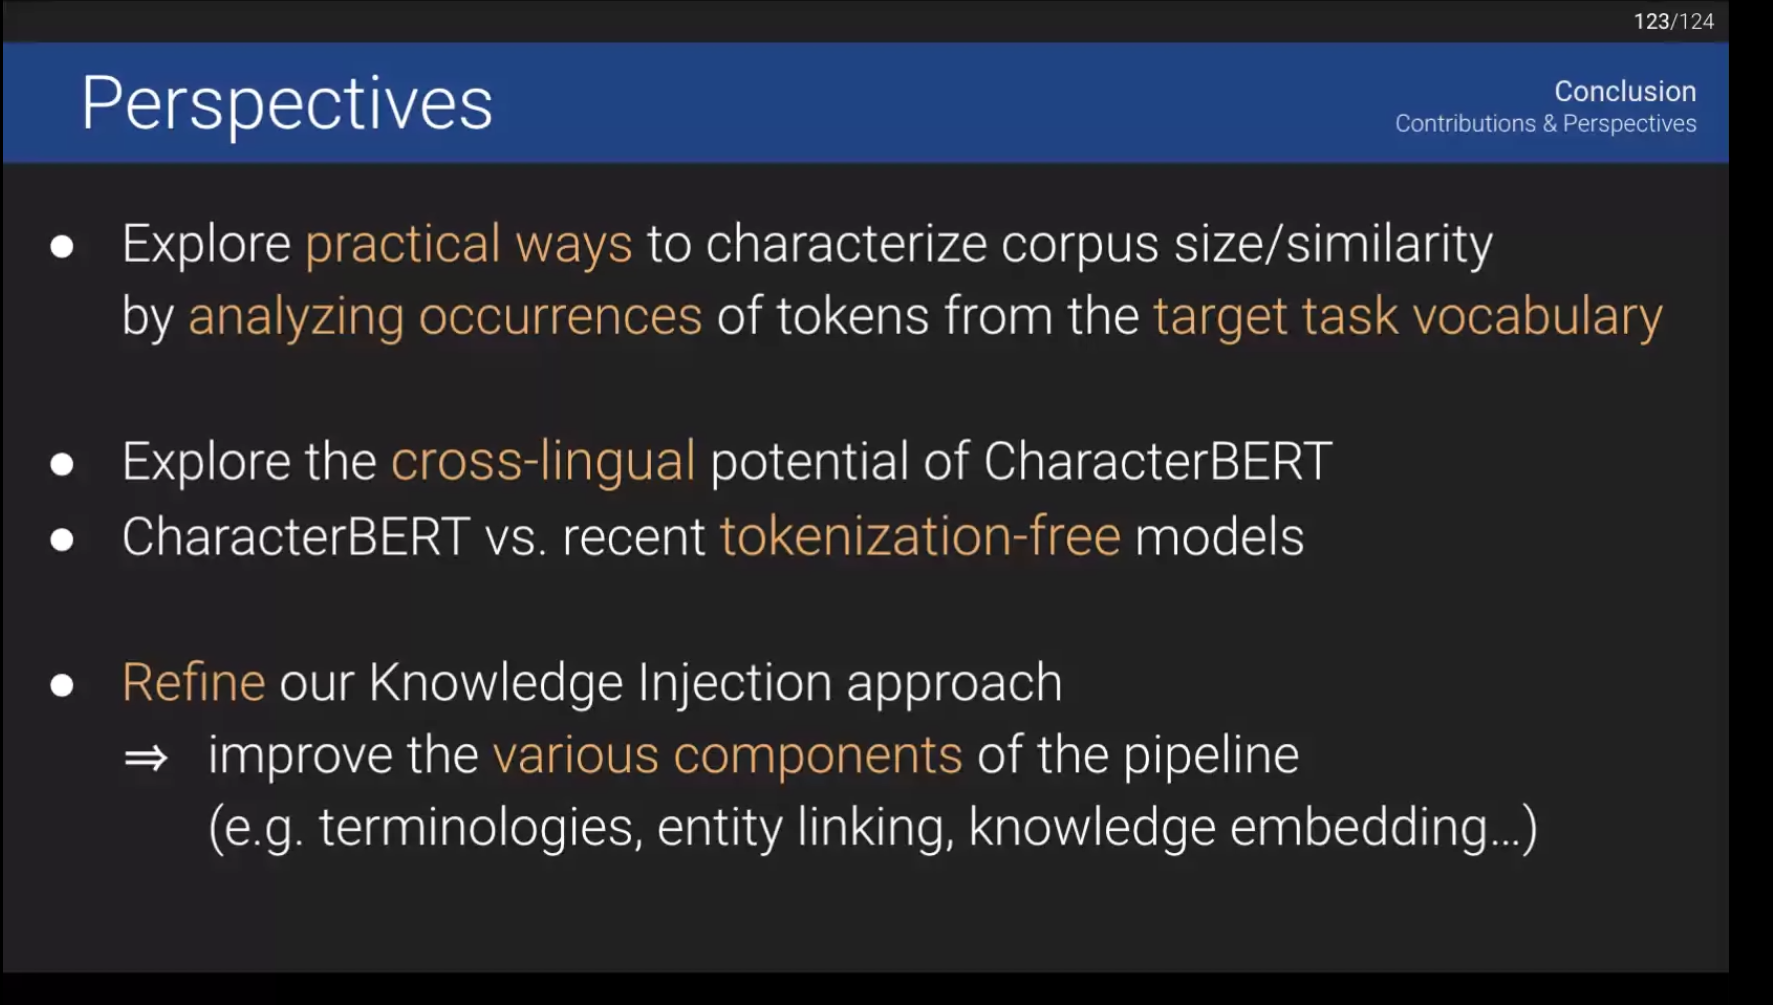 123/124
Perspectives
Conclusion
Contributions & Perspectives
● Explore practical ways to characterize corpus size/similarity
by analyzing occurrences of tokens from the target task vocabulary
● Explore the cross-lingual potential of CharacterBERT
● CharacterBERT vs. recent tokenization-free models
● Refine our Knowledge Injection approach
⇒ improve the various components of the pipeline
(e.g. terminologies, entity linking, knowledge embedding...)